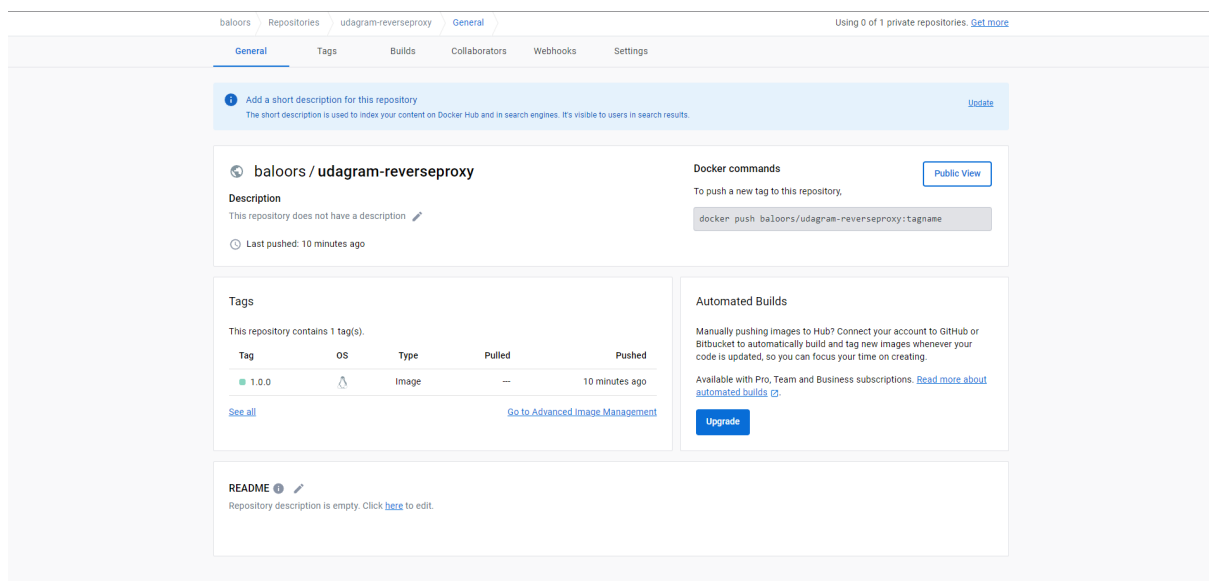 baloors Repositories udagram-reverseproxy General Using 0 of 1 private repositories. Get more
General Tags Builds Collaborators Webhooks Settings
Add a short description for this repository
The short description is used to index your content on Docker Hub and in search engines. It's visible to users in search results.
Update
baloors / udagram-reverseproxy
Description
This repository does not have a description
Last pushed: 10 minutes ago
Docker commands
Public View
To push a new tag to this repository,
docker push baloors/udagram-reverseproxy:tagname
Tags
This repository contains 1 tag(s).
Tag OS Type Pulled Pushed
1.0.0 Image --- 10 minutes ago
See all Go to Advanced Image Management
Automated Builds
Manually pushing images to Hub? Connect your account to GitHub or
Bitbucket to automatically build and tag new images whenever your
code is updated, so you can focus your time on creating.
Available with Pro, Team and Business subscriptions. Read more about
automated builds .
Upgrade
README
Repository description is empty. Click here to edit.